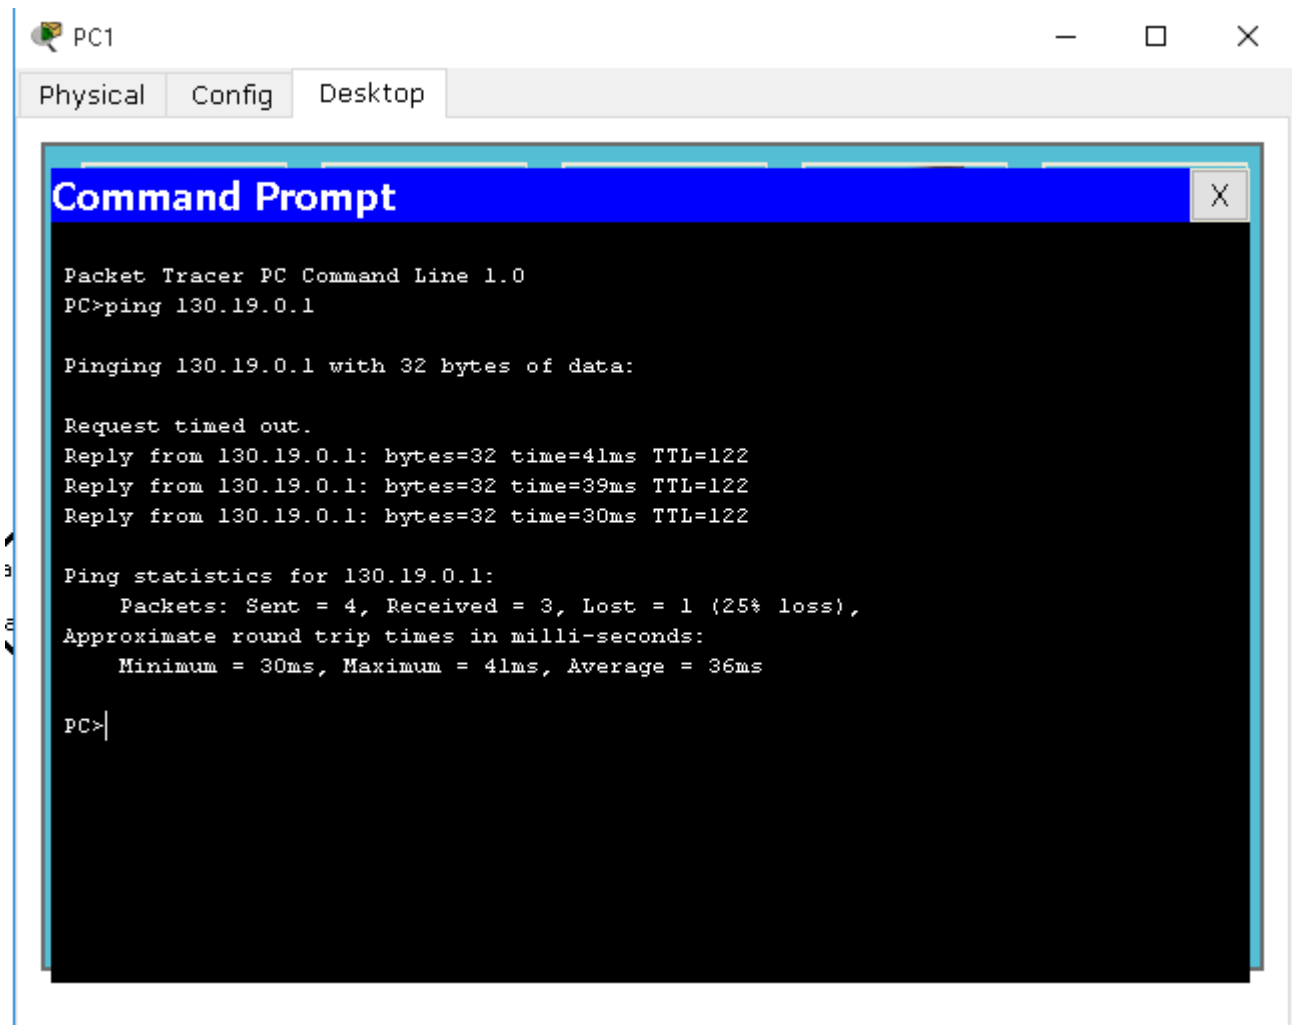 PC1
Physical Config Desktop
Command Prompt
X
Packet Tracer PC Command Line 1.0
PC>ping 130.19.0.1
Pinging 130.19.0.1 with 32 bytes of data:
Request timed out.
Reply from 130.19.0.1: bytes=32 time=41ms TTL=122
Reply from 130.19.0.1: bytes=32 time=39ms TTL=122
Reply from 130.19.0.1: bytes=32 time=30ms TTL=122
Ping statistics for 130.19.0.1:
Packets: Sent = 4, Received = 3, Lost = 1 (25% loss),
Approximate round trip times in milli-seconds:
Minimum = 30ms, Maximum = 41ms, Average = 36ms
PC>